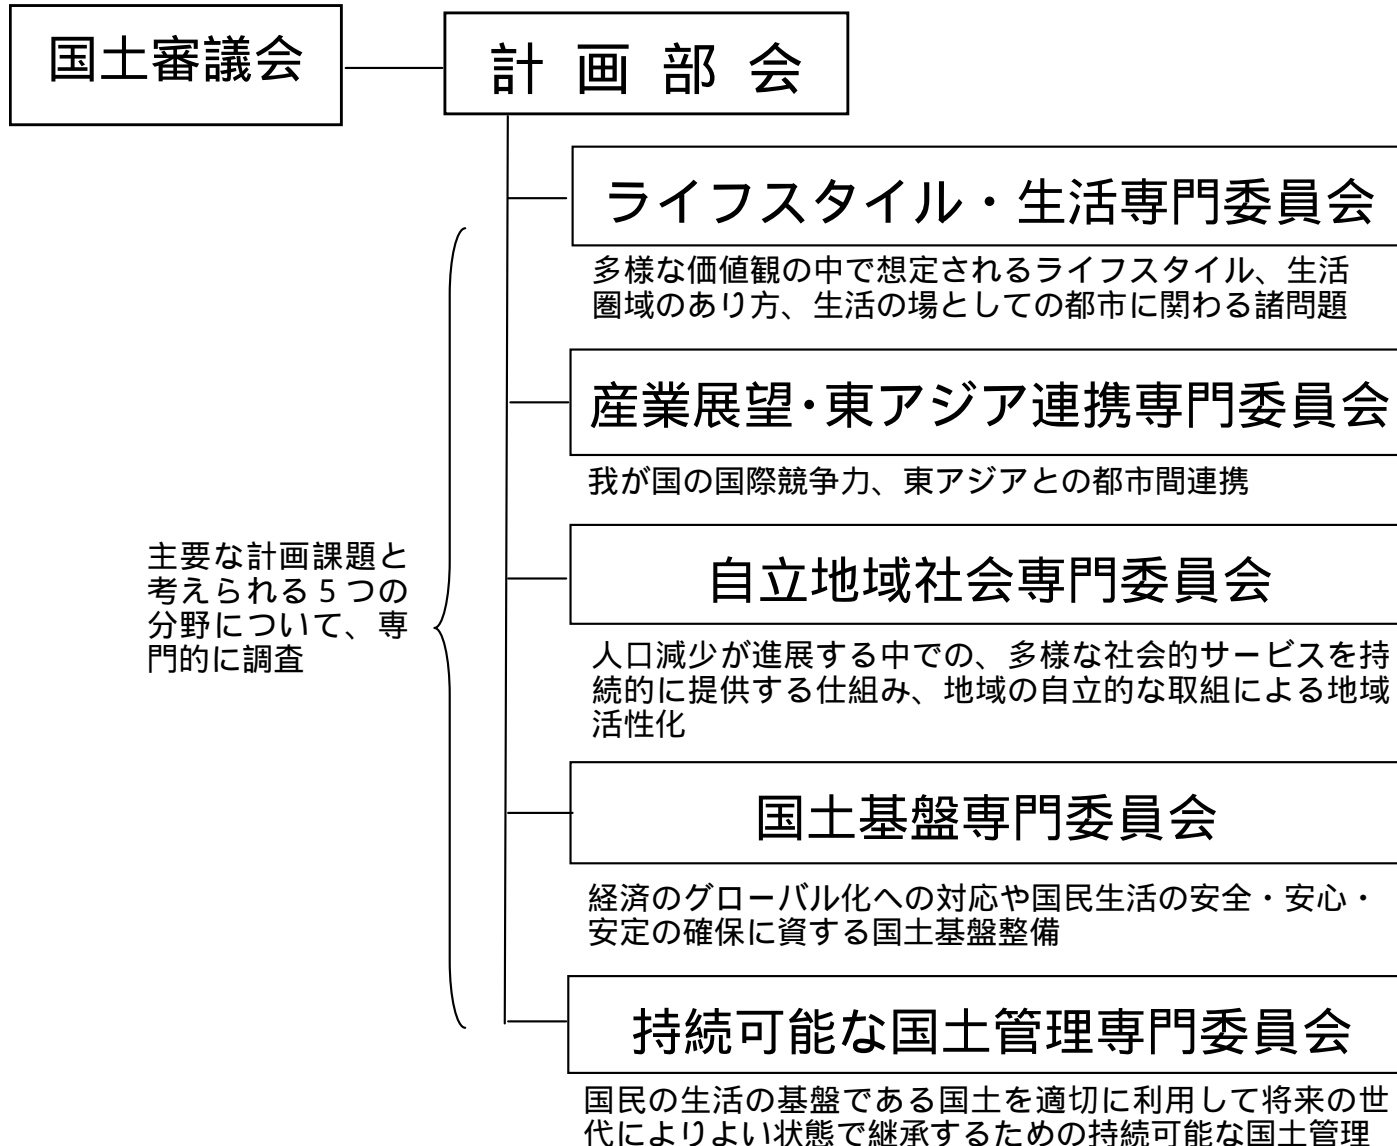 国土審議会
計画部会
ライフスタイル・生活専門委員会
多様な価値観の中で想定されるライフスタイル、生活
圏域のあり方、生活の場としての都市に関わる諸問題
産業展望・東アジア連携専門委員会
我が国の国際競争力、東アジアとの都市間連携
主要な計画課題と
考えられる5つの
分野について、専
門的に調査
自立地域社会専門委員会
人口減少が進展する中での、多様な社会的サービスを持
続的に提供する仕組み、地域の自立的な取組による地域
活性化
国土基盤専門委員会
経済のグローバル化への対応や国民生活の安全・安心・
安定の確保に資する国土基盤整備
持続可能な国土管理専門委員会
国民の生活の基盤である国土を適切に利用して将来の世
代によりよい状態で継承するための持続可能な国土管理